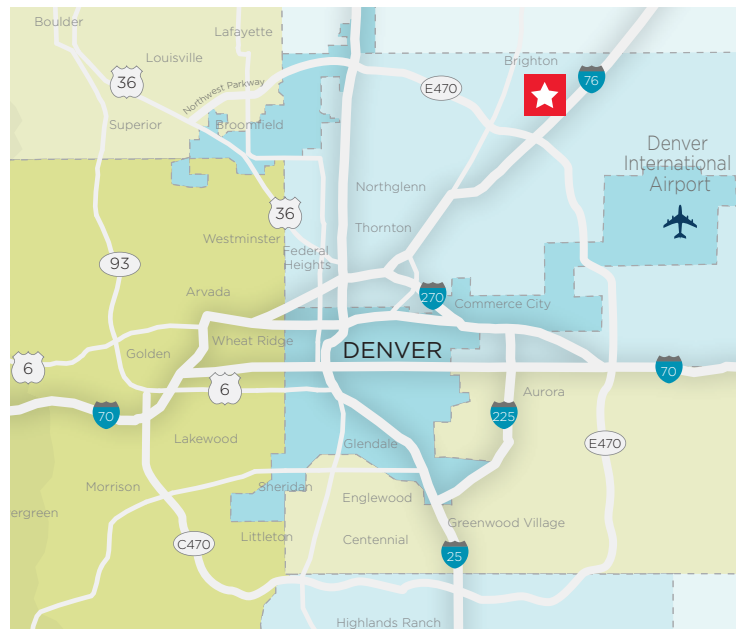 Boulder
Lafayette
Louisville
36
Northwest Parkway
E470
Brighton
76
Superior
Broomfield
Denver
International
Airport
Northglenn
36
Thornton
Westminster
Federal
Heights
93
Arvada
270
Commerce City
Wheat Ridge
DENVER
Golden
6
70
6
Aurora
70
225
Lakewood
Glendale
E470
Morrison
Sheridan
Englewood
ergreen
Greenwood Village
Littleton
Centennial
C470
25
Highlands Ranch